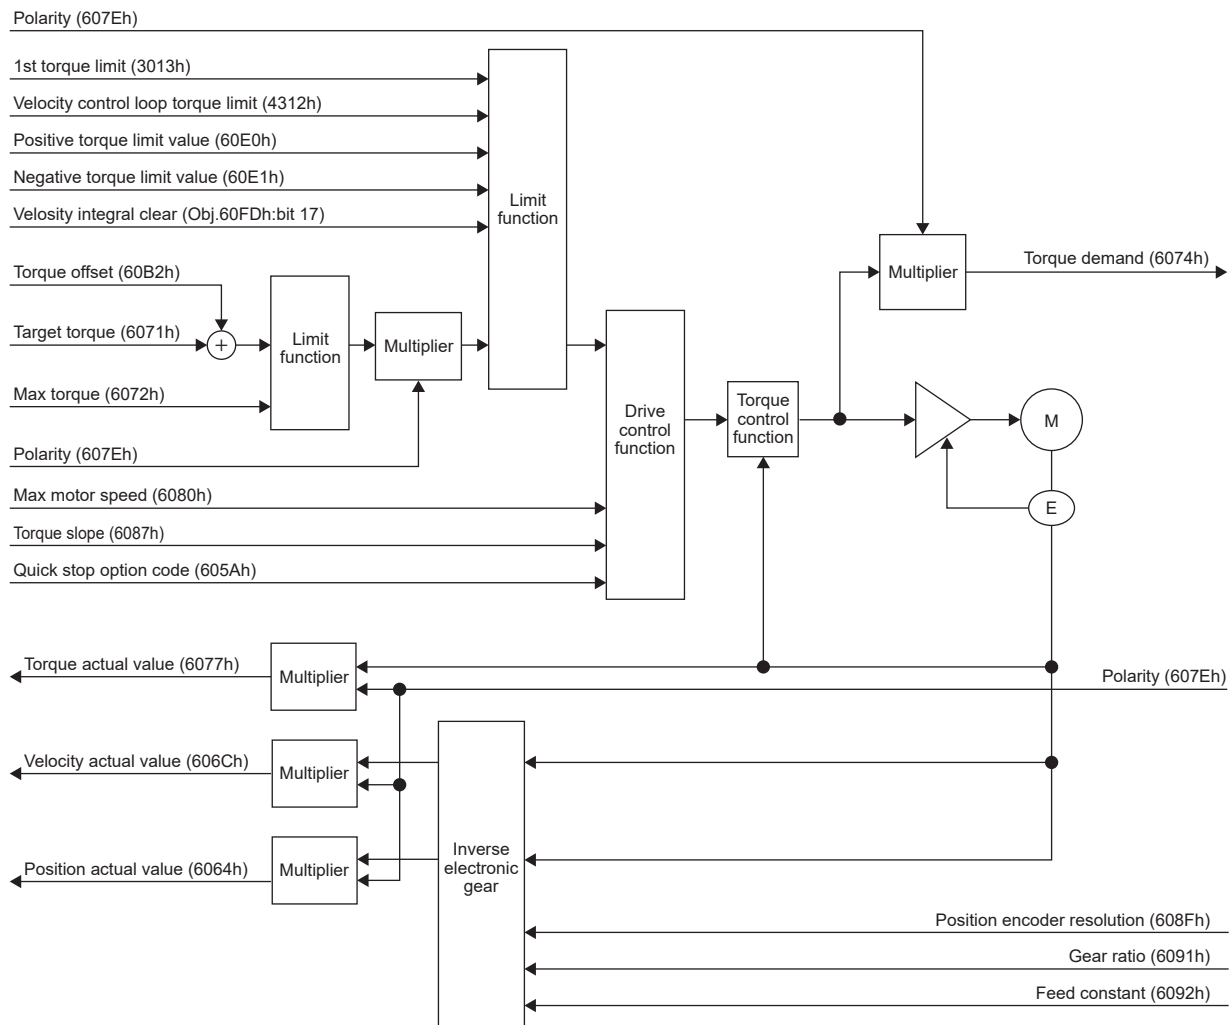 Polarity (607Eh)
1st torque limit (3013h)
Velocity control loop torque limit (4312h)
Positive torque limit value (60E0h)
Negative torque limit value (60E1h)
Velosity integral clear (Obj.60FDh:bit 17)
Limit
function
Torque offset (60B2h)
Target torque (6071h)
+
Max torque (6072h)
Limit
function
Multiplier
Polarity (607Eh)
Multiplier
Torque demand (6074h)
Max motor speed (6080h)
Torque slope (6087h)
Quick stop option code (605Ah)
Drive
control
function
Torque
control
function
M
E
Torque actual value (6077h)
Multiplier
Polarity (607Eh)
Velocity actual value (606Ch)
Multiplier
Position actual value (6064h)
Multiplier
Inverse
electronic
gear
Position encoder resolution (608Fh)
Gear ratio (6091h)
Feed constant (6092h)